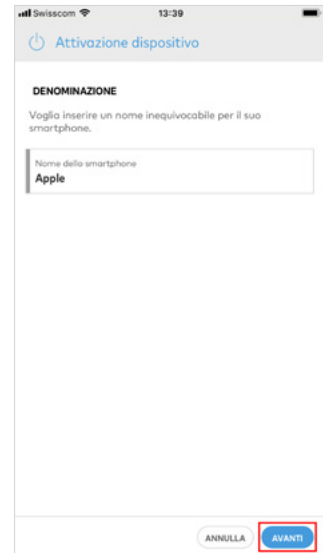 Swisscom 13:39
Attivazione dispositivo
DENOMINAZIONE
Voglia inserire un nome inequivocabile per il suo
smartphone.
Nome dello smartphone
Apple
ANNULLA AVANTI